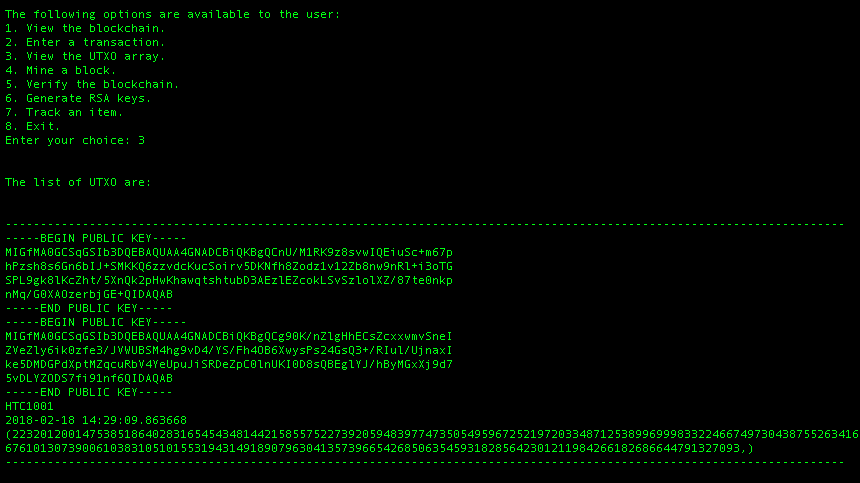 The following options are available to the user:
1. View the blockchain.
2. Enter a transaction.
3. View the UTXO array.
4. Mine a block.
5. Verify the blockchain.
6. Generate RSA keys.
7. Track an item.
8. Exit.
Enter your choice: 3
The list of UTXO are:
-----BEGIN PUBLIC KEY-----
MIGfMA0GCSqGSIb3DQEBAQUAA4GNADCBiQKBgQCnU/M1RK9z8svwIQEiuSc+m67p
hPzsh8s6Gn6bIJ+SMKKQ6zzvdcKucSoirv5DKNfh8Zodz1v12Zb8nw9nRl+i3oTG
SPL9gk8lKcZht/5XnQk2pHwKhawqtshtubD3AEzlEZcokLSvSzlolXZ/87te0nkp
nMq/G0XAOzerbjGE+QIDAQAB
-----END PUBLIC KEY-----
-----BEGIN PUBLIC KEY-----
MIGfMA0GCSqGSIb3DQEBAQUAA4GNADCBiQKBgQCg90K/nZlgHhECsZcxxwmvSneI
ZVeZly6ik0zfe3/JVWUBSM4hg9vD4/YS/Fh4OB6XwysPs24GsQ3+/RIul/UjnaxI
ke5DMDGPdXptMZqcuRbV4YeUpuJiSRDeZpC0lnUKI0D8sQBEglYJ/hByMGxXj9d7
5vDLYZODS7fi91nf6QIDAQAB
-----END PUBLIC KEY-----
HTC1001
2018-02-18 14:29:09.863668
(2232012001475385186402831654543481442158557522739205948397747350549596725219720334871253899699983322466749730438755263416
67610130739006103831051015531943149189079630413573966542685063545931828564230121198426618268664479132709​3,)